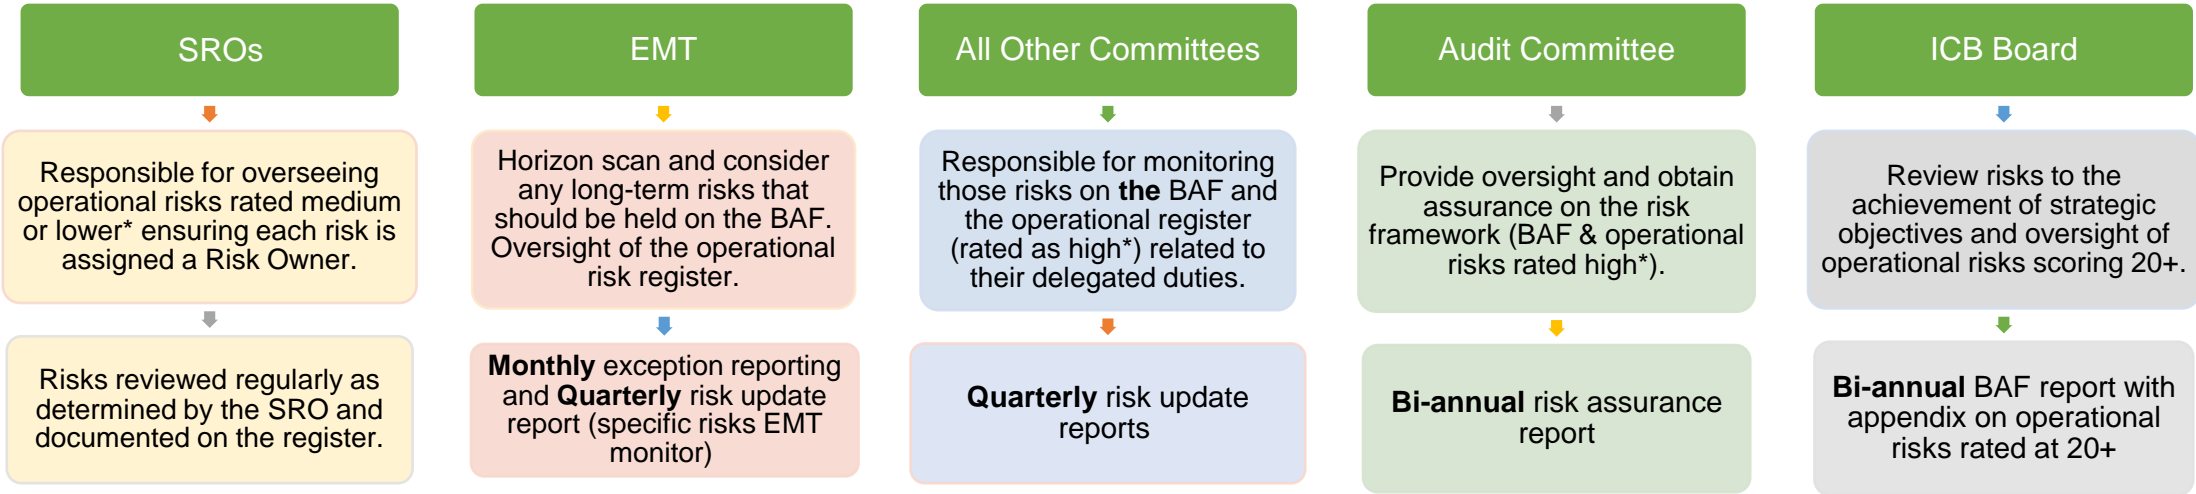 SROs
Responsible for overseeing
operational risks rated medium
or lower* ensuring each risk is
assigned a Risk Owner.
Risks reviewed regularly as
determined by the SRO and
documented on the register.
EMT
Horizon scan and consider
any long-term risks that
should be held on the BAF.
Oversight of the operational
risk register.
Monthly exception reporting
and Quarterly risk update
report (specific risks EMT
monitor)
All Other Committees
Responsible for monitoring
those risks on the BAF and
the operational register
(rated as high*) related to
their delegated duties.
Quarterly risk update
reports
Audit Committee
Provide oversight and obtain
assurance on the risk
framework (BAF & operational
risks rated high*).
Bi-annual risk assurance
report
ICB Board
Review risks to the
achievement of strategic
objectives and oversight of
operational risks scoring 20+.
Bi-annual BAF report with
appendix on operational
risks rated at 20+